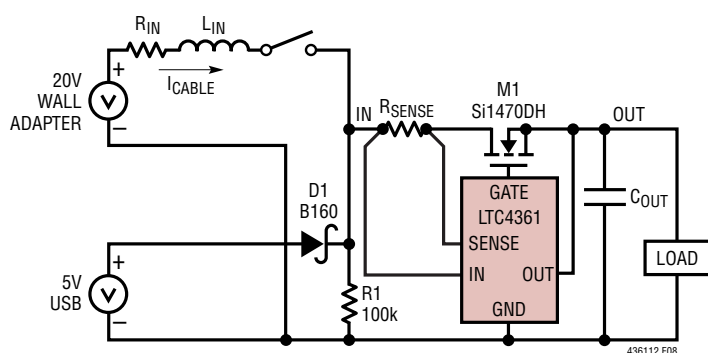 RIN
LIN
ICABLE
20V
WALL
ADAPTER
+
–
IN
RSENSE
M1
Si1470DH
OUT
D1
B160
GATE
LTC4361
SENSE
IN
OUT
GND
COUT
LOAD
5V
USB
+
–
R1
100k
436112 F08